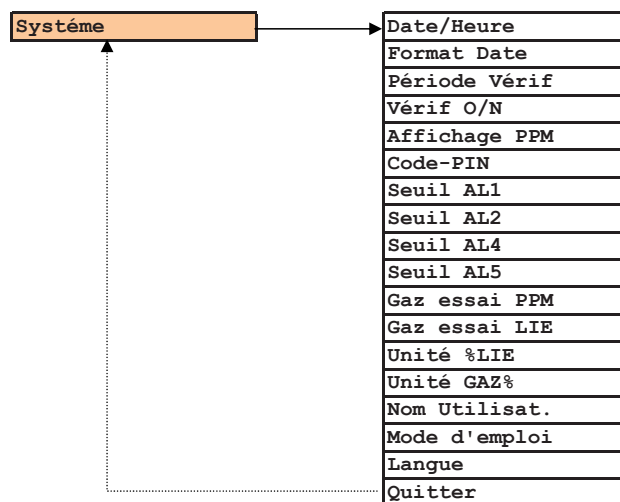 Systéme
Date/Heure
Format Date
Période Vérif
Vérif O/N
Affichage PPM
Code-PIN
Seuil AL1
Seuil AL2
Seuil AL4
Seuil AL5
Gaz essai PPM
Gaz essai LIE
Unité %LIE
Unité GAZ%
Nom Utilisat.
Mode d'emploi
Langue
Quitter